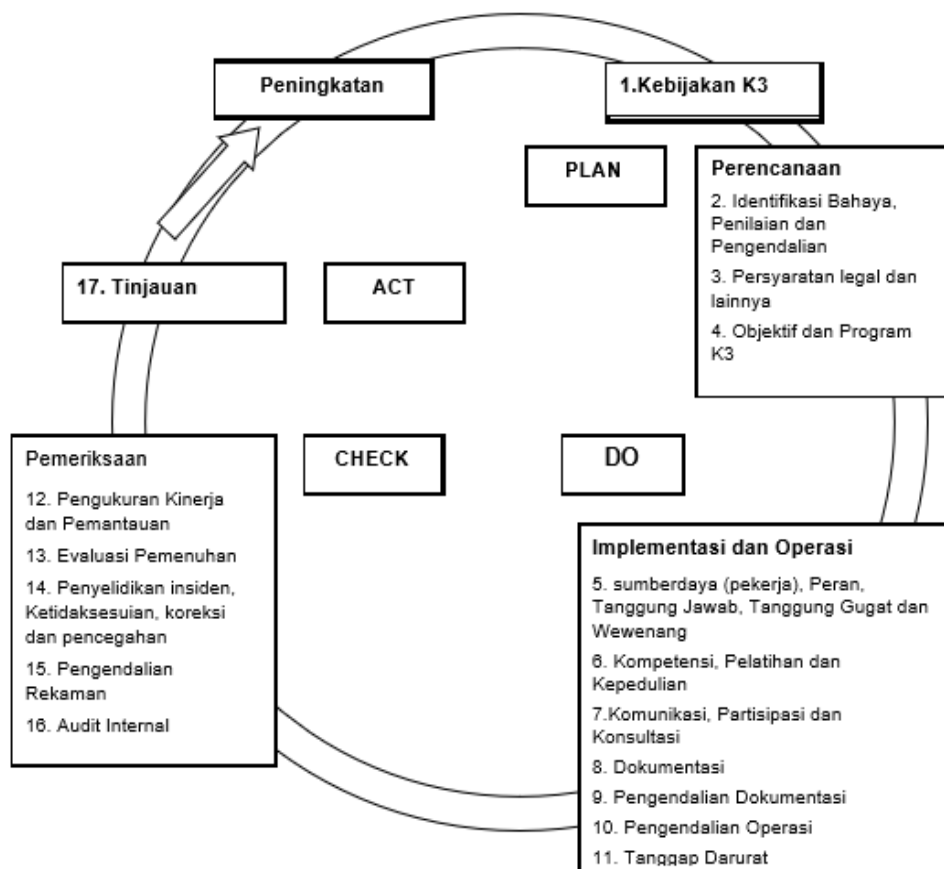 Peningkatan
1.Kebijakan K3
PLAN
Perencanaan
2. Identifikasi Bahaya,
Penilaian dan
Pengendalian
3. Persyaratan legal dan
lainnya
4. Objektif dan Program
K3
17. Tinjauan
ACT
Pemeriksaan
12. Pengukuran Kinerja
dan Pemantauan
13. Evaluasi Pemenuhan
14. Penyelidikan insiden,
Ketidaksesuian, koreksi
dan pencegahan
15. Pengendalian
Rekaman
16. Audit Internal
CHECK
DO
Implementasi dan Operasi
5. sumberdaya (pekerja), Peran,
Tanggung Jawab, Tanggung Gugat dan
Wewenang
6. Kompetensi, Pelatihan dan
Kepedulian
7.Komunikasi, Partisipasi dan
Konsultasi
8. Dokumentasi
9. Pengendalian Dokumentasi
10. Pengendalian Operasi
11. Tanggap Darurat